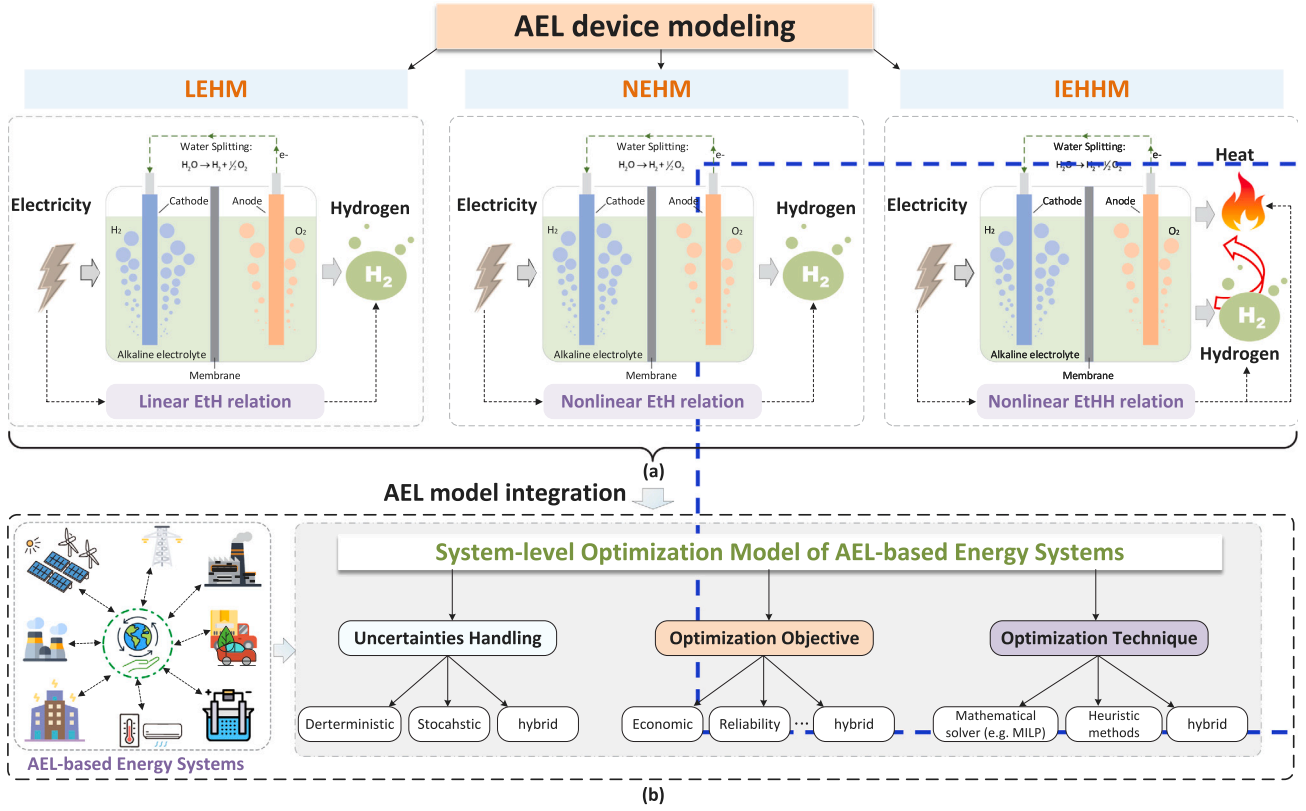 AEL device modeling
LEHM
NEHM
IEHHM
Water Splitting:
H₂O → H₂ + ½O₂
e-
Electricity
Cathode
Anode
Hydrogen
H₂
O₂
H₂
Alkaline electrolyte
Membrane
Linear EtH relation
Water Splitting:
H₂O → H₂ + ½O₂
e-
Electricity
Cathode
Anode
Hydrogen
H₂
O₂
H₂
Alkaline electrolyte
Membrane
Nonlinear EtH relation
Water Splitting:
H₂O → H₂ + ½O₂
e-
Heat
Electricity
Cathode
Anode
H₂
O₂
H₂
Hydrogen
Alkaline electrolyte
Membrane
Nonlinear EtHH relation
(a)
AEL model integration
System-level Optimization Model of AEL-based Energy Systems
Uncertainties Handling
Optimization Objective
Optimization Technique
Derterministic
Stocahstic
hybrid
Economic
Reliability
...
hybrid
Mathematical
solver (e.g. MILP)
Heuristic
methods
hybrid
AEL-based Energy Systems
(b)